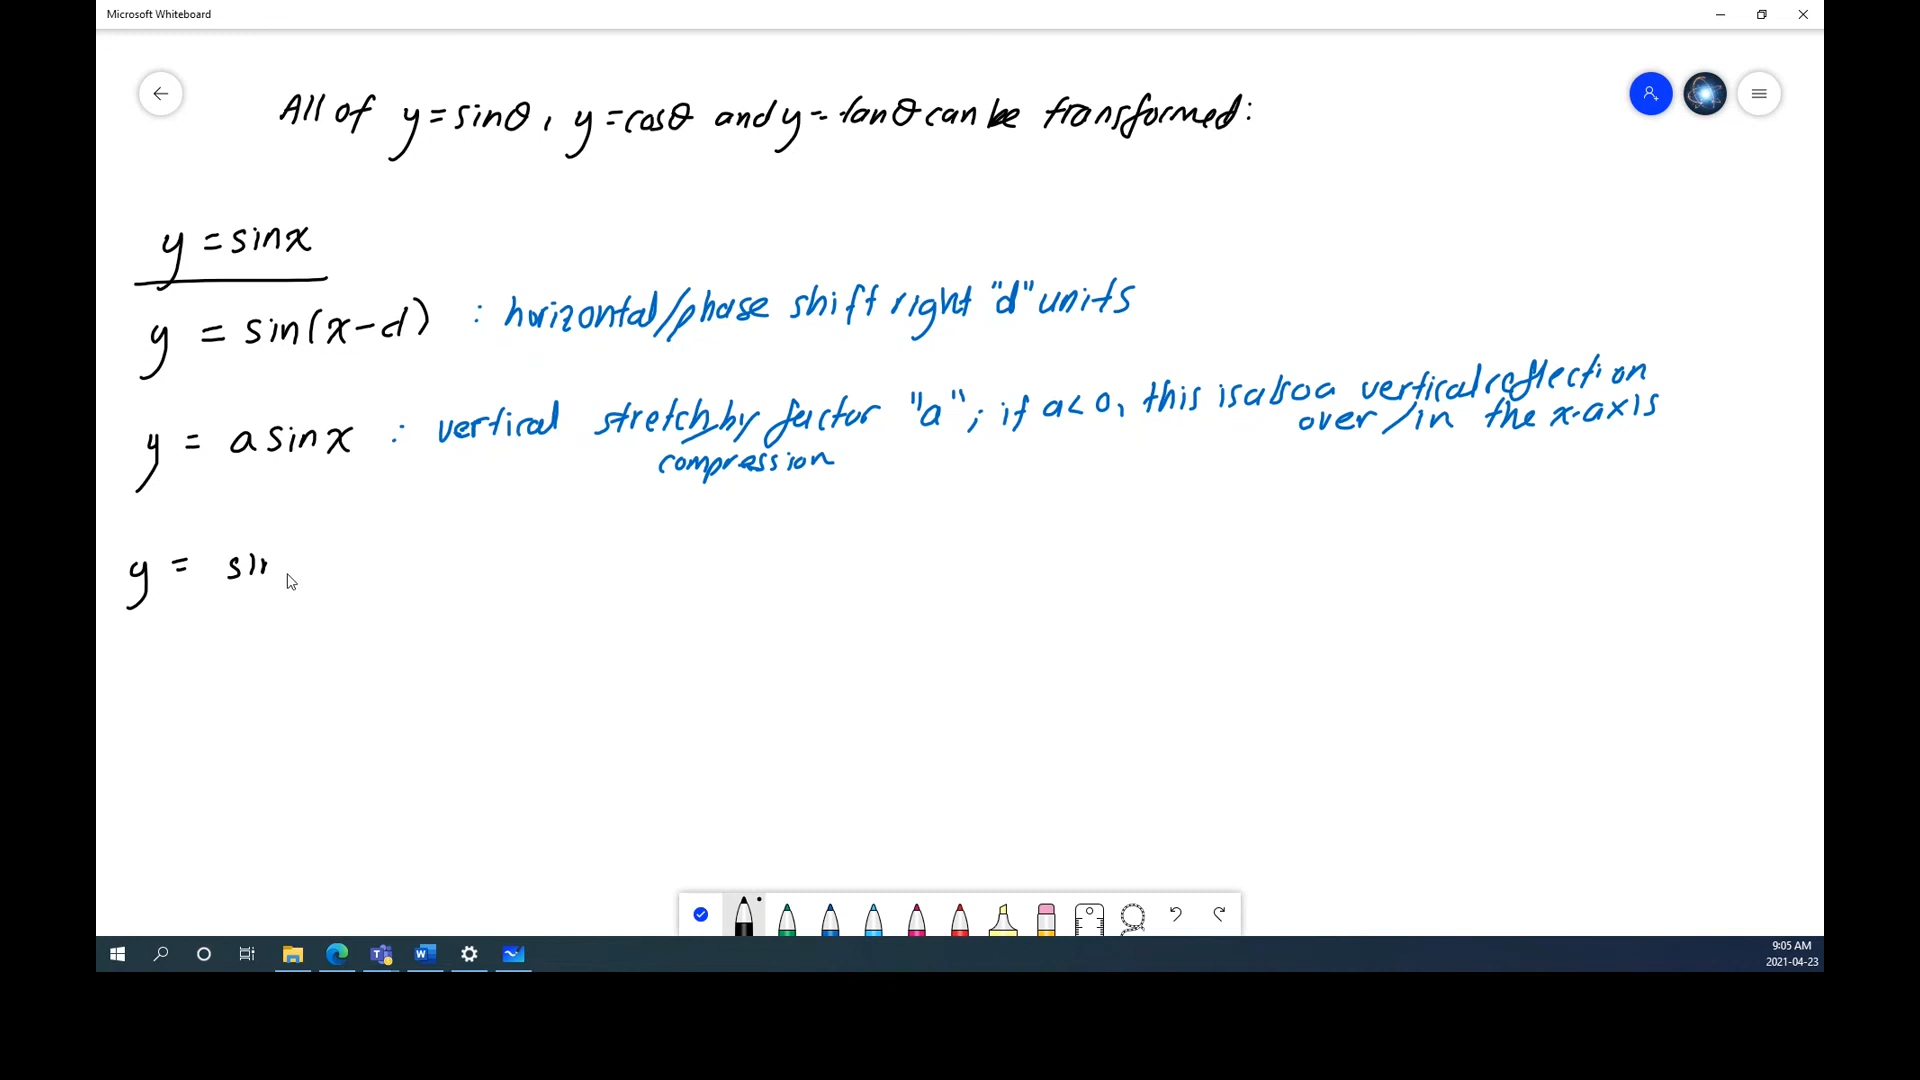 Microsoft Whiteboard
All of y = sinθ, y = cosθ and y = tanθ can be transformed:
y = sinx
y = sin(x-d) : horizontal/phase shift right "d" units
y = a sinx : vertical stretch by factor "a"; if a < 0, this is also a vertical reflection
over/in the x-axis
compression
y = sin
9:05 AM
2021-04-23